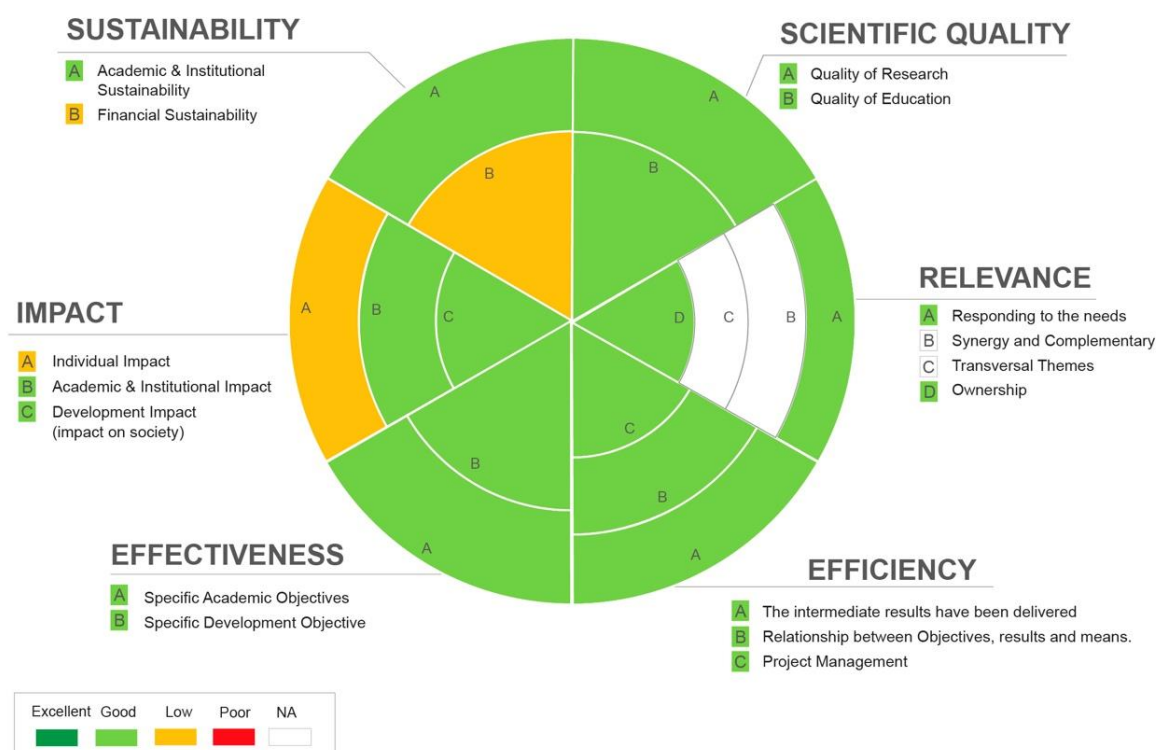 SUSTAINABILITY
A Academic & Institutional
Sustainability
B Financial Sustainability
SCIENTIFIC QUALITY
A Quality of Research
B Quality of Education
A
A
B
B
RELEVANCE
A Responding to the needs
B Synergy and Complementary
C Transversal Themes
D Ownership
IMPACT
A Individual Impact
B Academic & Institutional Impact
C Development Impact
(impact on society)
A
B
C
D
C
B
A
C
B
B
A
A
EFFECTIVENESS
A Specific Academic Objectives
B Specific Development Objective
EFFICIENCY
A The intermediate results have been delivered
B Relationship between Objectives, results and means.
C Project Management
Excellent Good Low Poor NA